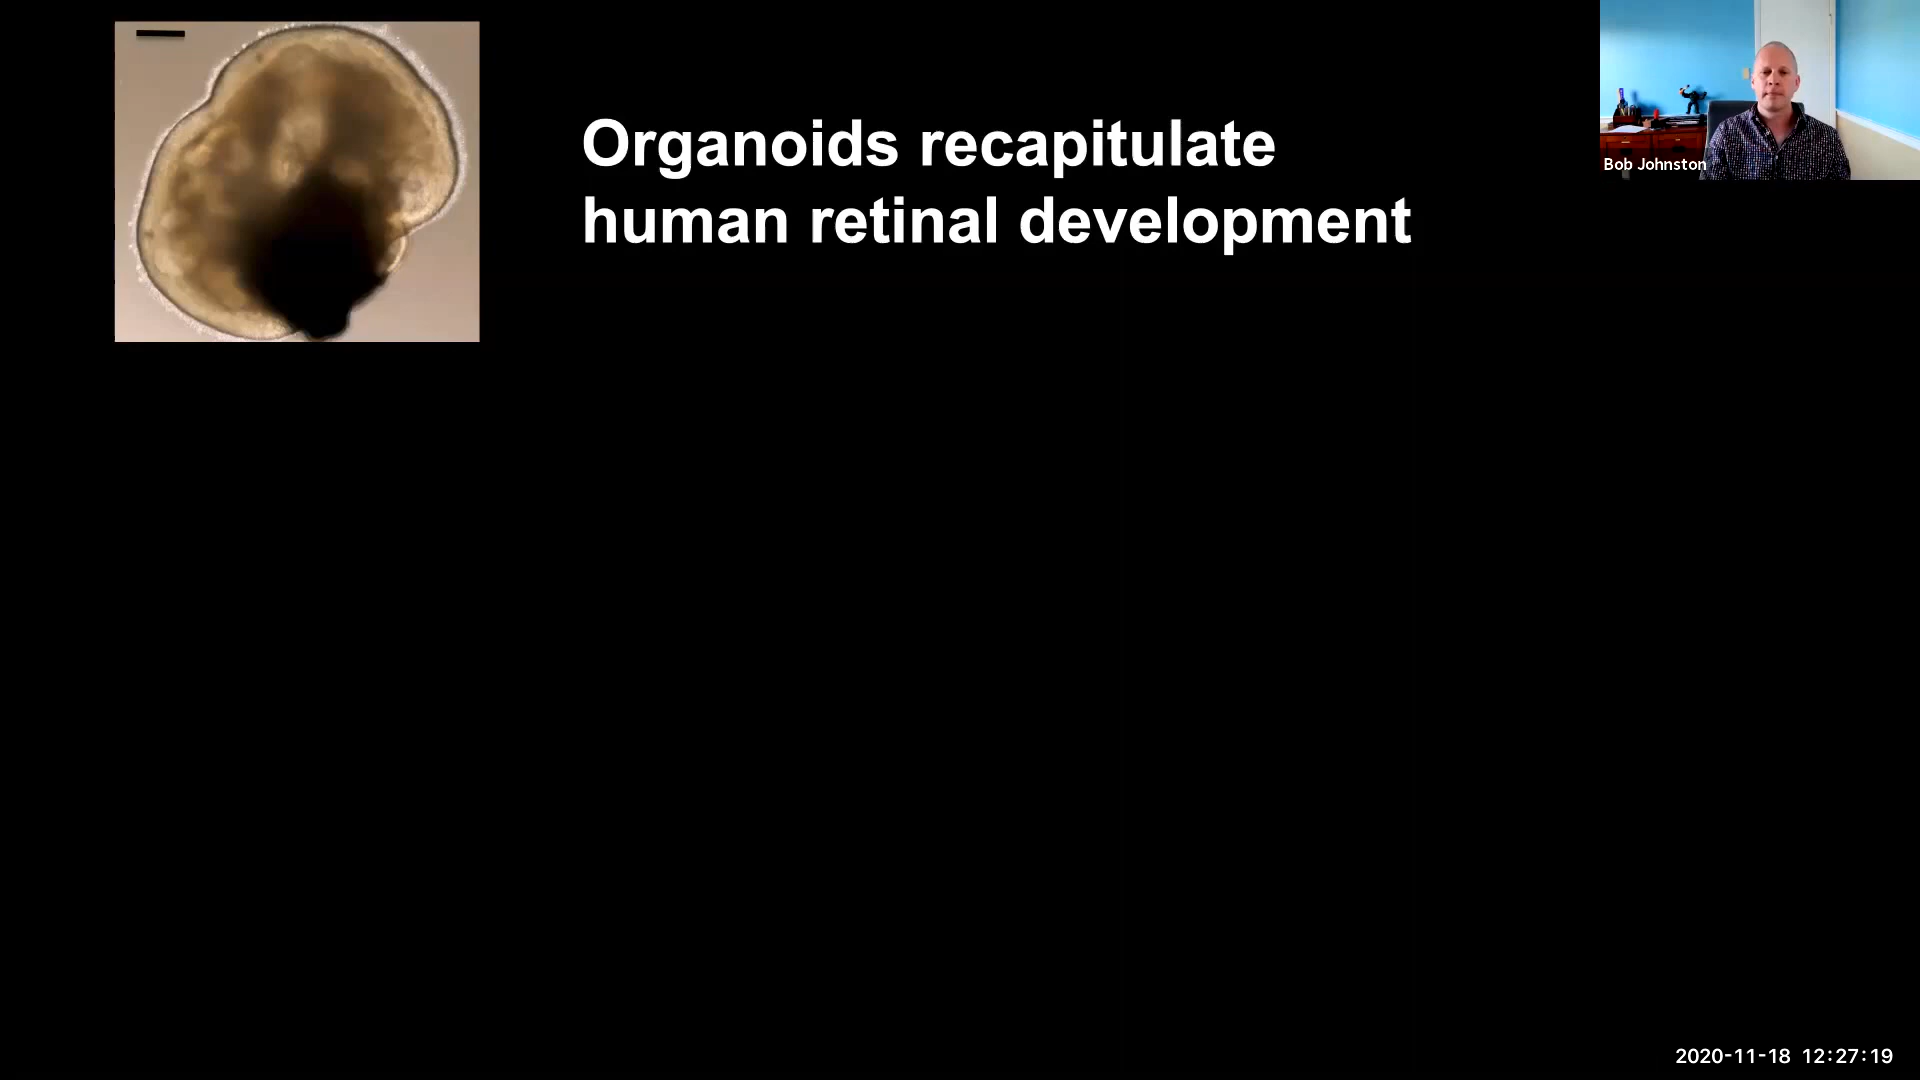 Organoids recapitulate
human retinal development
Bob Johnston
2020-11-18 12:27:19